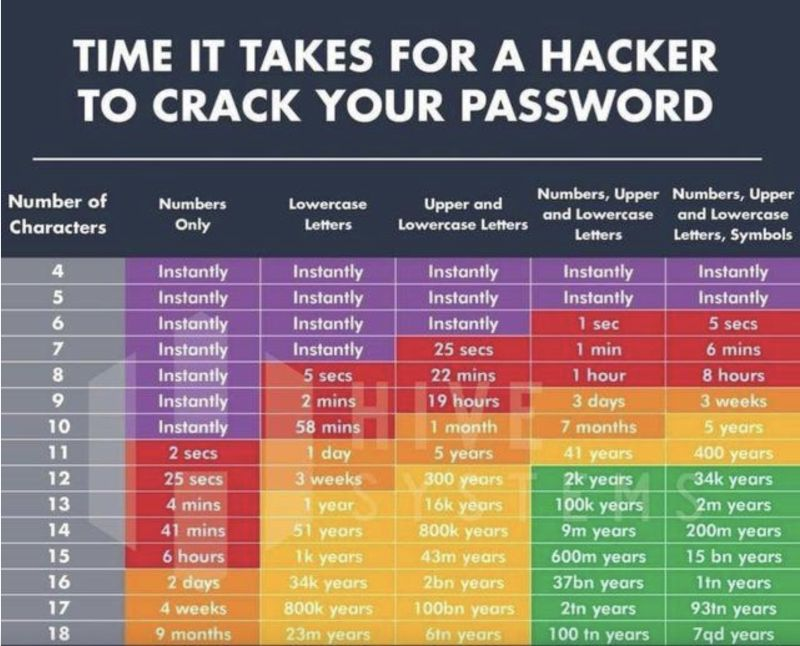 TIME IT TAKES FOR A HACKER
TO CRACK YOUR PASSWORD
Number of Characters | Numbers Only | Lowercase Letters | Upper and Lowercase Letters | Numbers, Upper and Lowercase Letters | Numbers, Upper and Lowercase Letters, Symbols
4 | Instantly | Instantly | Instantly | Instantly | Instantly
5 | Instantly | Instantly | Instantly | Instantly | Instantly
6 | Instantly | Instantly | Instantly | 1 sec | 5 secs
7 | Instantly | Instantly | 25 secs | 1 min | 6 mins
8 | Instantly | 5 secs | 22 mins | 1 hour | 8 hours
9 | Instantly | 2 mins | 19 hours | 3 days | 3 weeks
10 | Instantly | 58 mins | 1 month | 7 months | 5 years
11 | 2 secs | 1 day | 5 years | 41 years | 400 years
12 | 25 secs | 3 weeks | 300 years | 2k years | 34k years
13 | 4 mins | 1 year | 16k years | 100k years | 2m years
14 | 41 mins | 51 years | 800k years | 9m years | 200m years
15 | 6 hours | 1k years | 43m years | 600m years | 15 bn years
16 | 2 days | 34k years | 2bn years | 37bn years | 1tn years
17 | 4 weeks | 800k years | 100bn years | 2tn years | 93tn years
18 | 9 months | 23m years | 6tn years | 100 tn years | 7qd years
HIVE
SYSTEMS